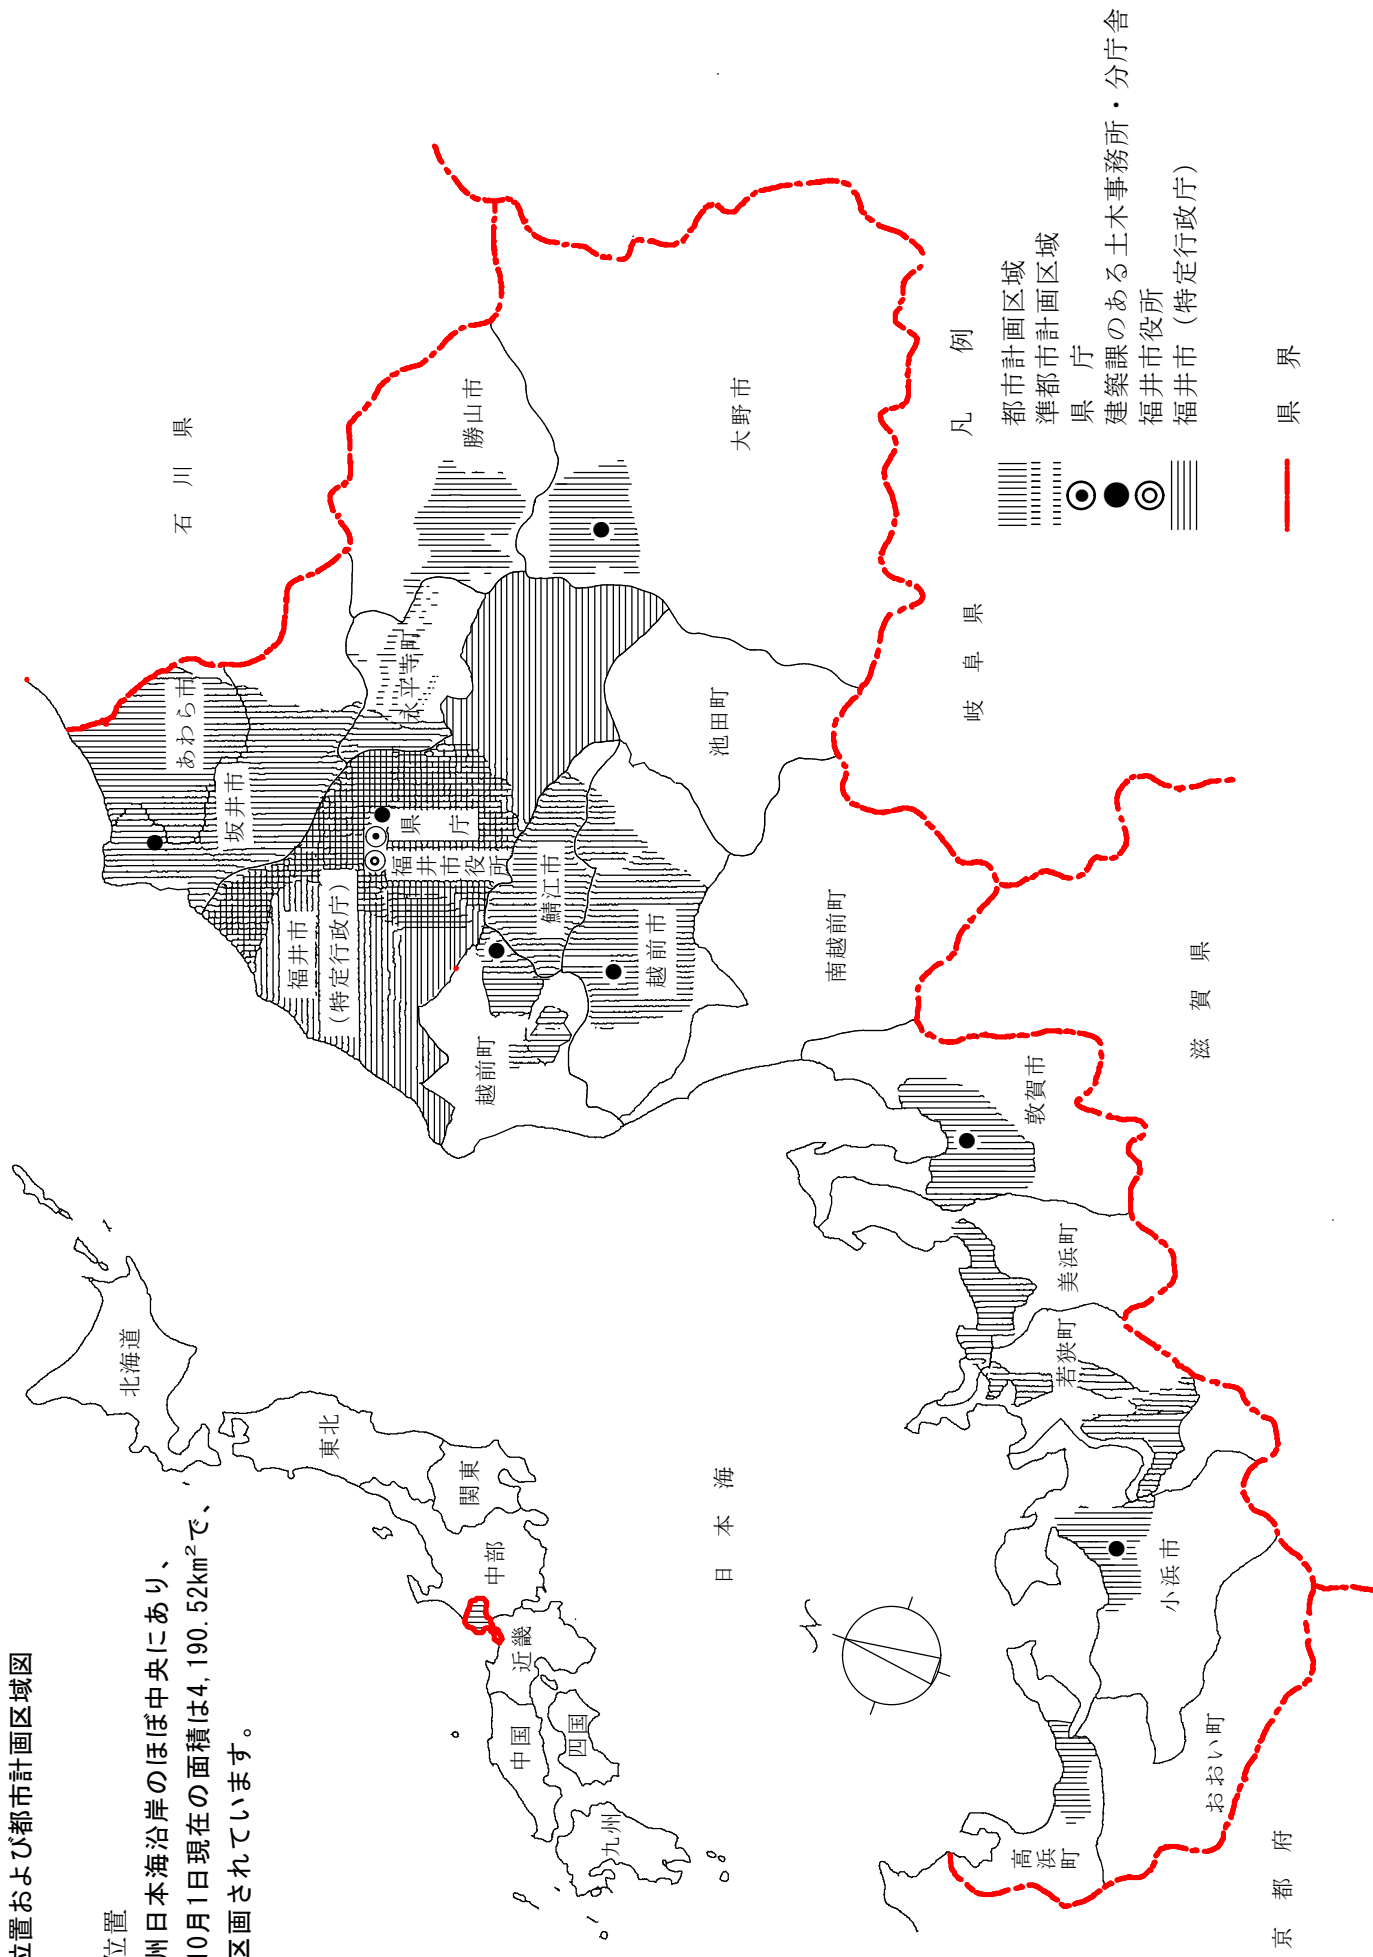 位置および都市計画区域図
位置
州日本海沿岸のほぼ中央にあり、
10月1日現在の面積は4,190.52km²で、
区画されています。
北海道
東北
関東
中部
近畿
中国
四国
九州
日本海
石川県
あわら市
坂井市
勝山市
永平寺町
大野市
福井市
(特定行政庁)
県庁
福井市役所
鯖江市
越前市
越前町
池田町
南越前町
敦賀市
美浜町
若狭町
小浜市
おおい町
高浜町
岐阜県
滋賀県
京都府
凡例
都市計画区域
準都市計画区域
県庁
建築課のある土木事務所・分庁舎
福井市役所
福井市(特定行政庁)
県界
N